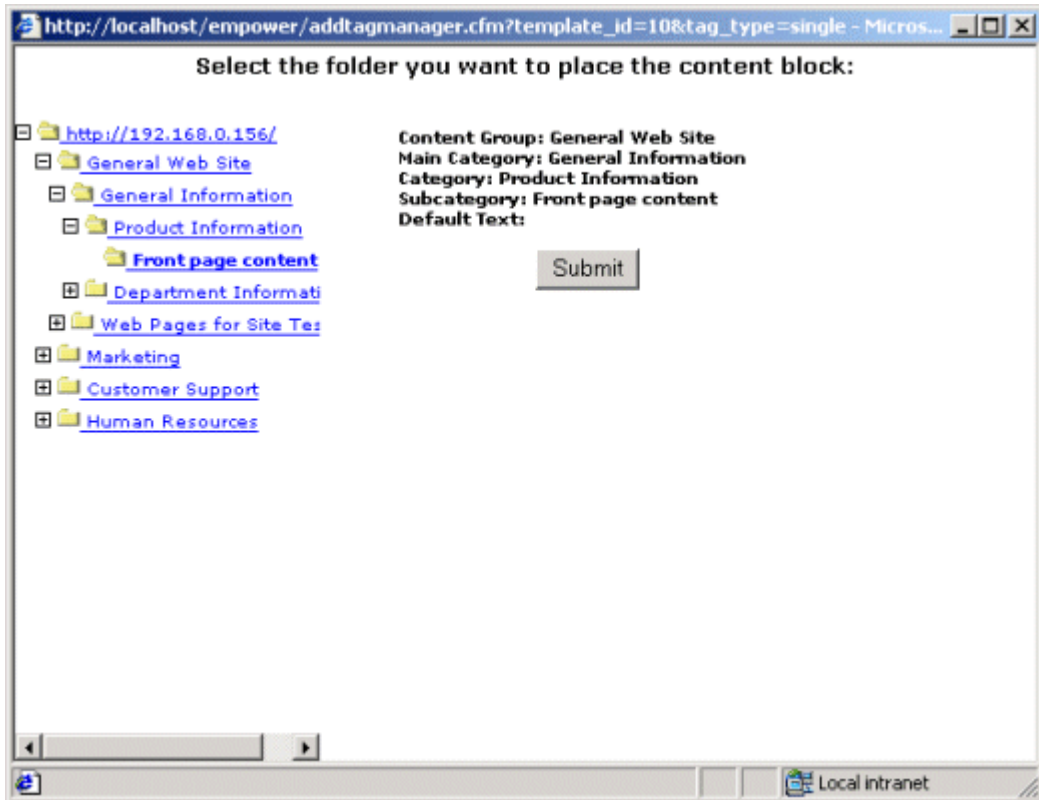 http://localhost/empower/addtagmanager.cfm?template_id=10&tag_type=single - Micros...
Select the folder you want to place the content block:
http://192.168.0.156/
General Web Site
General Information
Product Information
Front page content
Department Informati
Web Pages for Site Tes
Marketing
Customer Support
Human Resources
Content Group: General Web Site
Main Category: General Information
Category: Product Information
Subcategory: Front page content
Default Text:
Submit
Local intranet